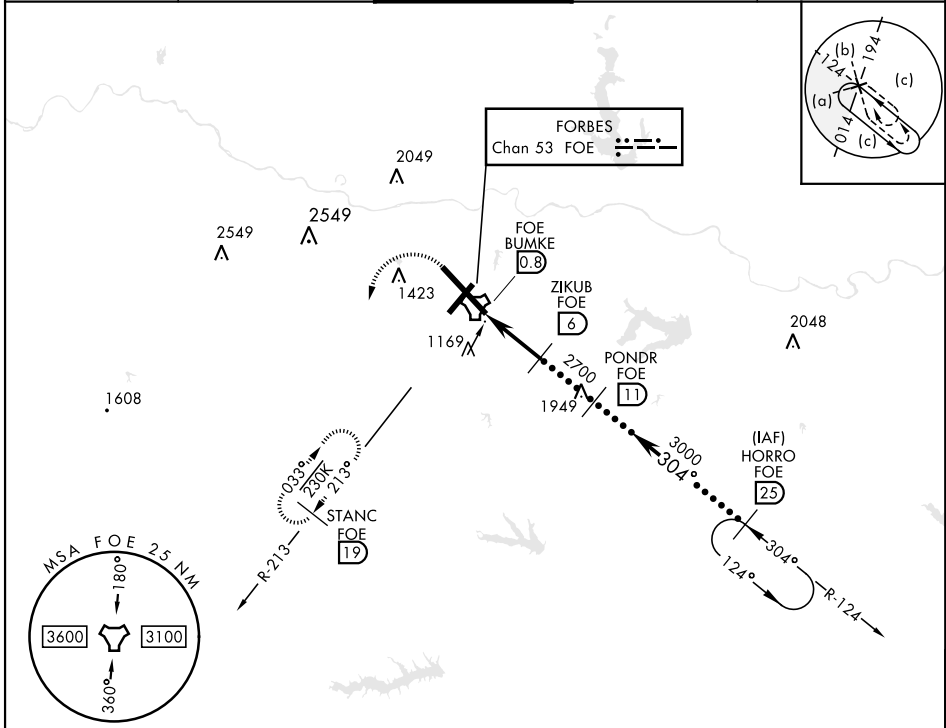 (b)
194
124
(c)
(a)
014
(c)
FORBES
Chan 53 FOE
2049
2549
2549
FOE
BUMKE
0.8
1423
ZIKUB
FOE
6
1169
2048
2700
PONDR
FOE
11
1949
1608
3000
304°
(IAF)
HORRO
FOE
25
033°
230K
213°
STANC
FOE
19
304°
124°
R-213
R-124
MSA FOE 25 NM
180°
3600
3100
360°